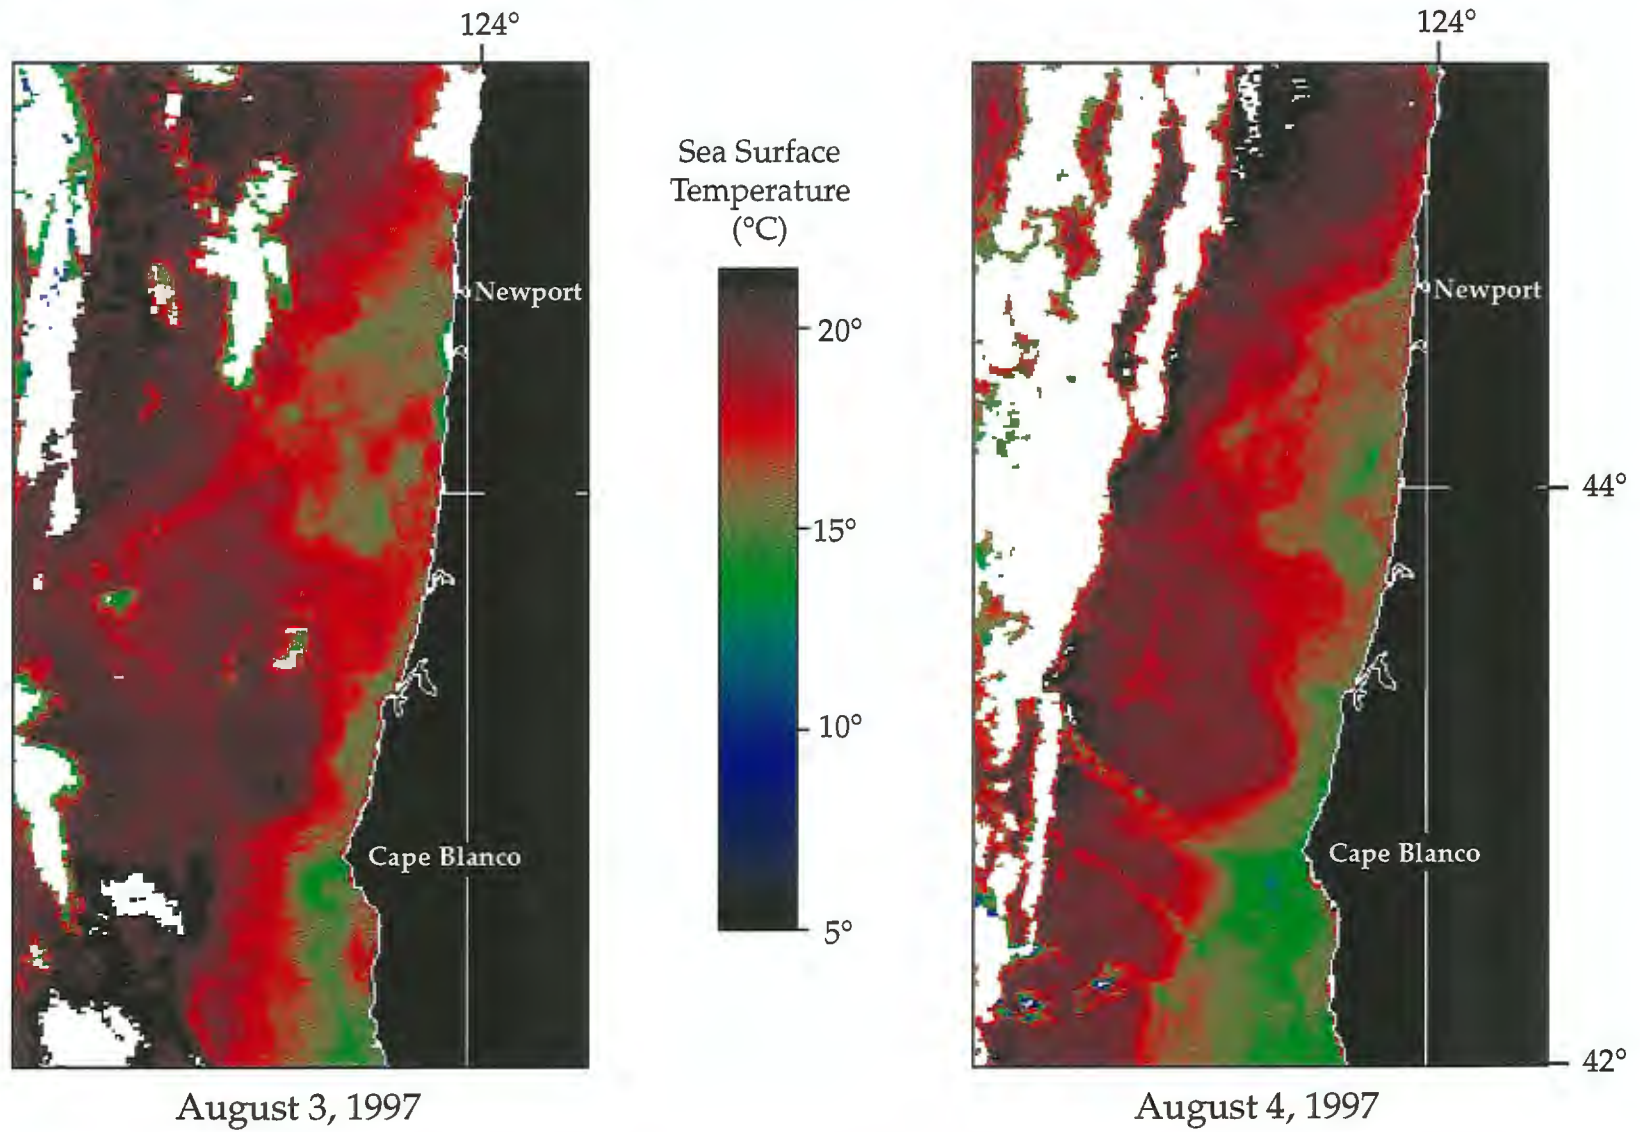 124°
124°
Sea Surface
Temperature
(°C)
20°
15°
10°
5°
Newport
Cape Blanco
Newport
Cape Blanco
44°
42°
August 3, 1997
August 4, 1997